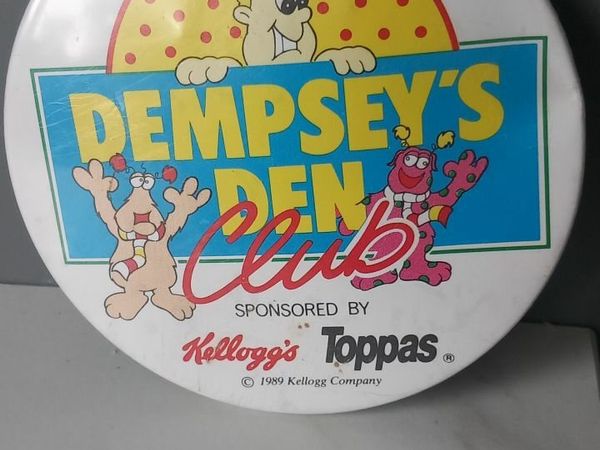 DEMPSEY'S
DEN
Club
SPONSORED BY
Kellogg's Toppas ®
© 1989 Kellogg Company